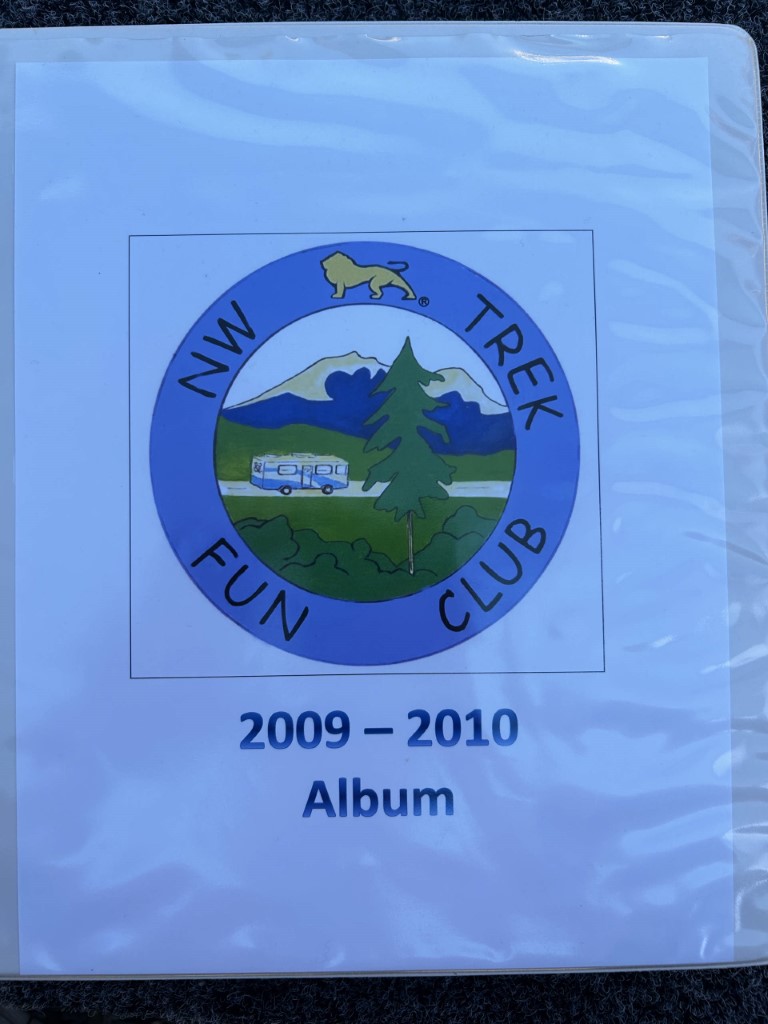 ®
NW TREK
FUN CLUB
2009 – 2010
Album